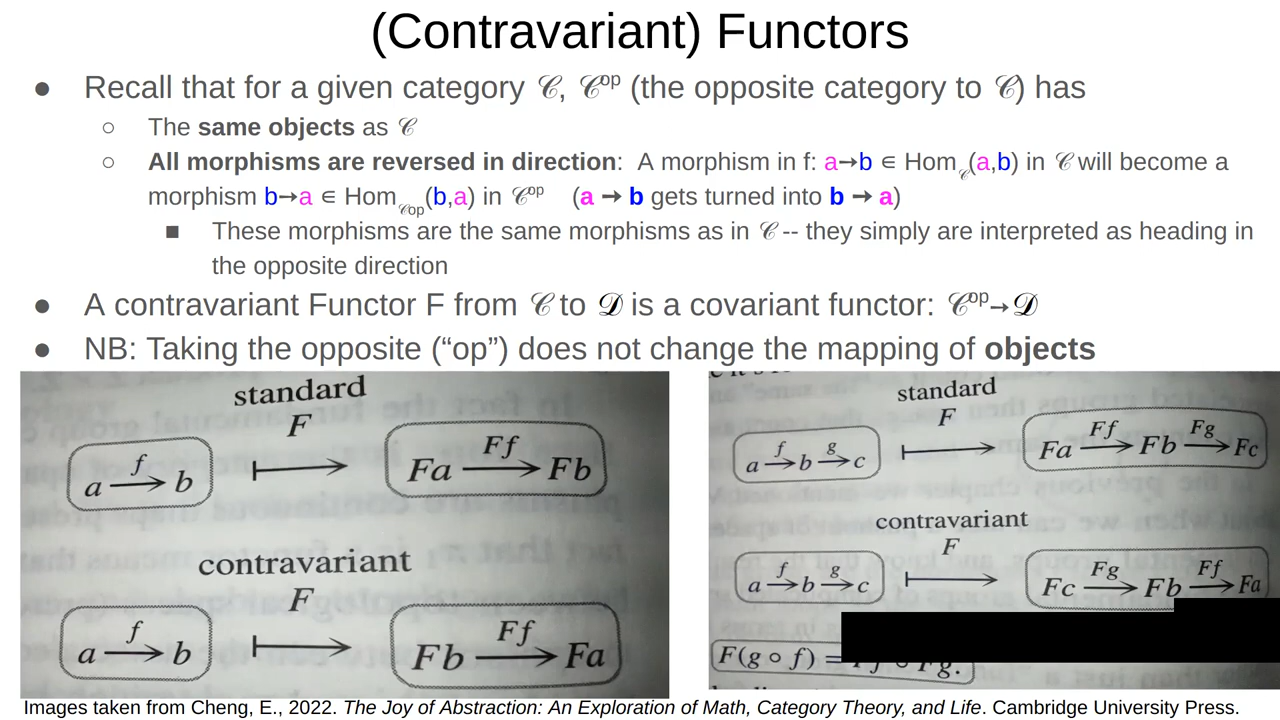 (Contravariant) Functors
● Recall that for a given category 𝒞, 𝒞ᵒᵖ (the opposite category to 𝒞) has
○ The same objects as 𝒞
○ All morphisms are reversed in direction: A morphism in f: a→b ∈ Hom𝒞(a,b) in 𝒞 will become a
morphism b→a ∈ Hom𝒞op(b,a) in 𝒞ᵒᵖ (a → b gets turned into b → a)
■ These morphisms are the same morphisms as in 𝒞 -- they simply are interpreted as heading in
the opposite direction
● A contravariant Functor F from 𝒞 to 𝒟 is a covariant functor: 𝒞ᵒᵖ→𝒟
● NB: Taking the opposite (“op”) does not change the mapping of objects
standard
F
f
Ff
a → b ↦ Fa → Fb
contravariant
F
f
Ff
a → b ↦ Fb → Fa
standard
F
f g
Ff Fg
a → b → c ↦ Fa → Fb → Fc
contravariant
F
f g
Fg Ff
a → b → c ↦ Fc → Fb → Fa
F(g ∘ f)
Fg.
Images taken from Cheng, E., 2022. The Joy of Abstraction: An Exploration of Math, Category Theory, and Life. Cambridge University Press.